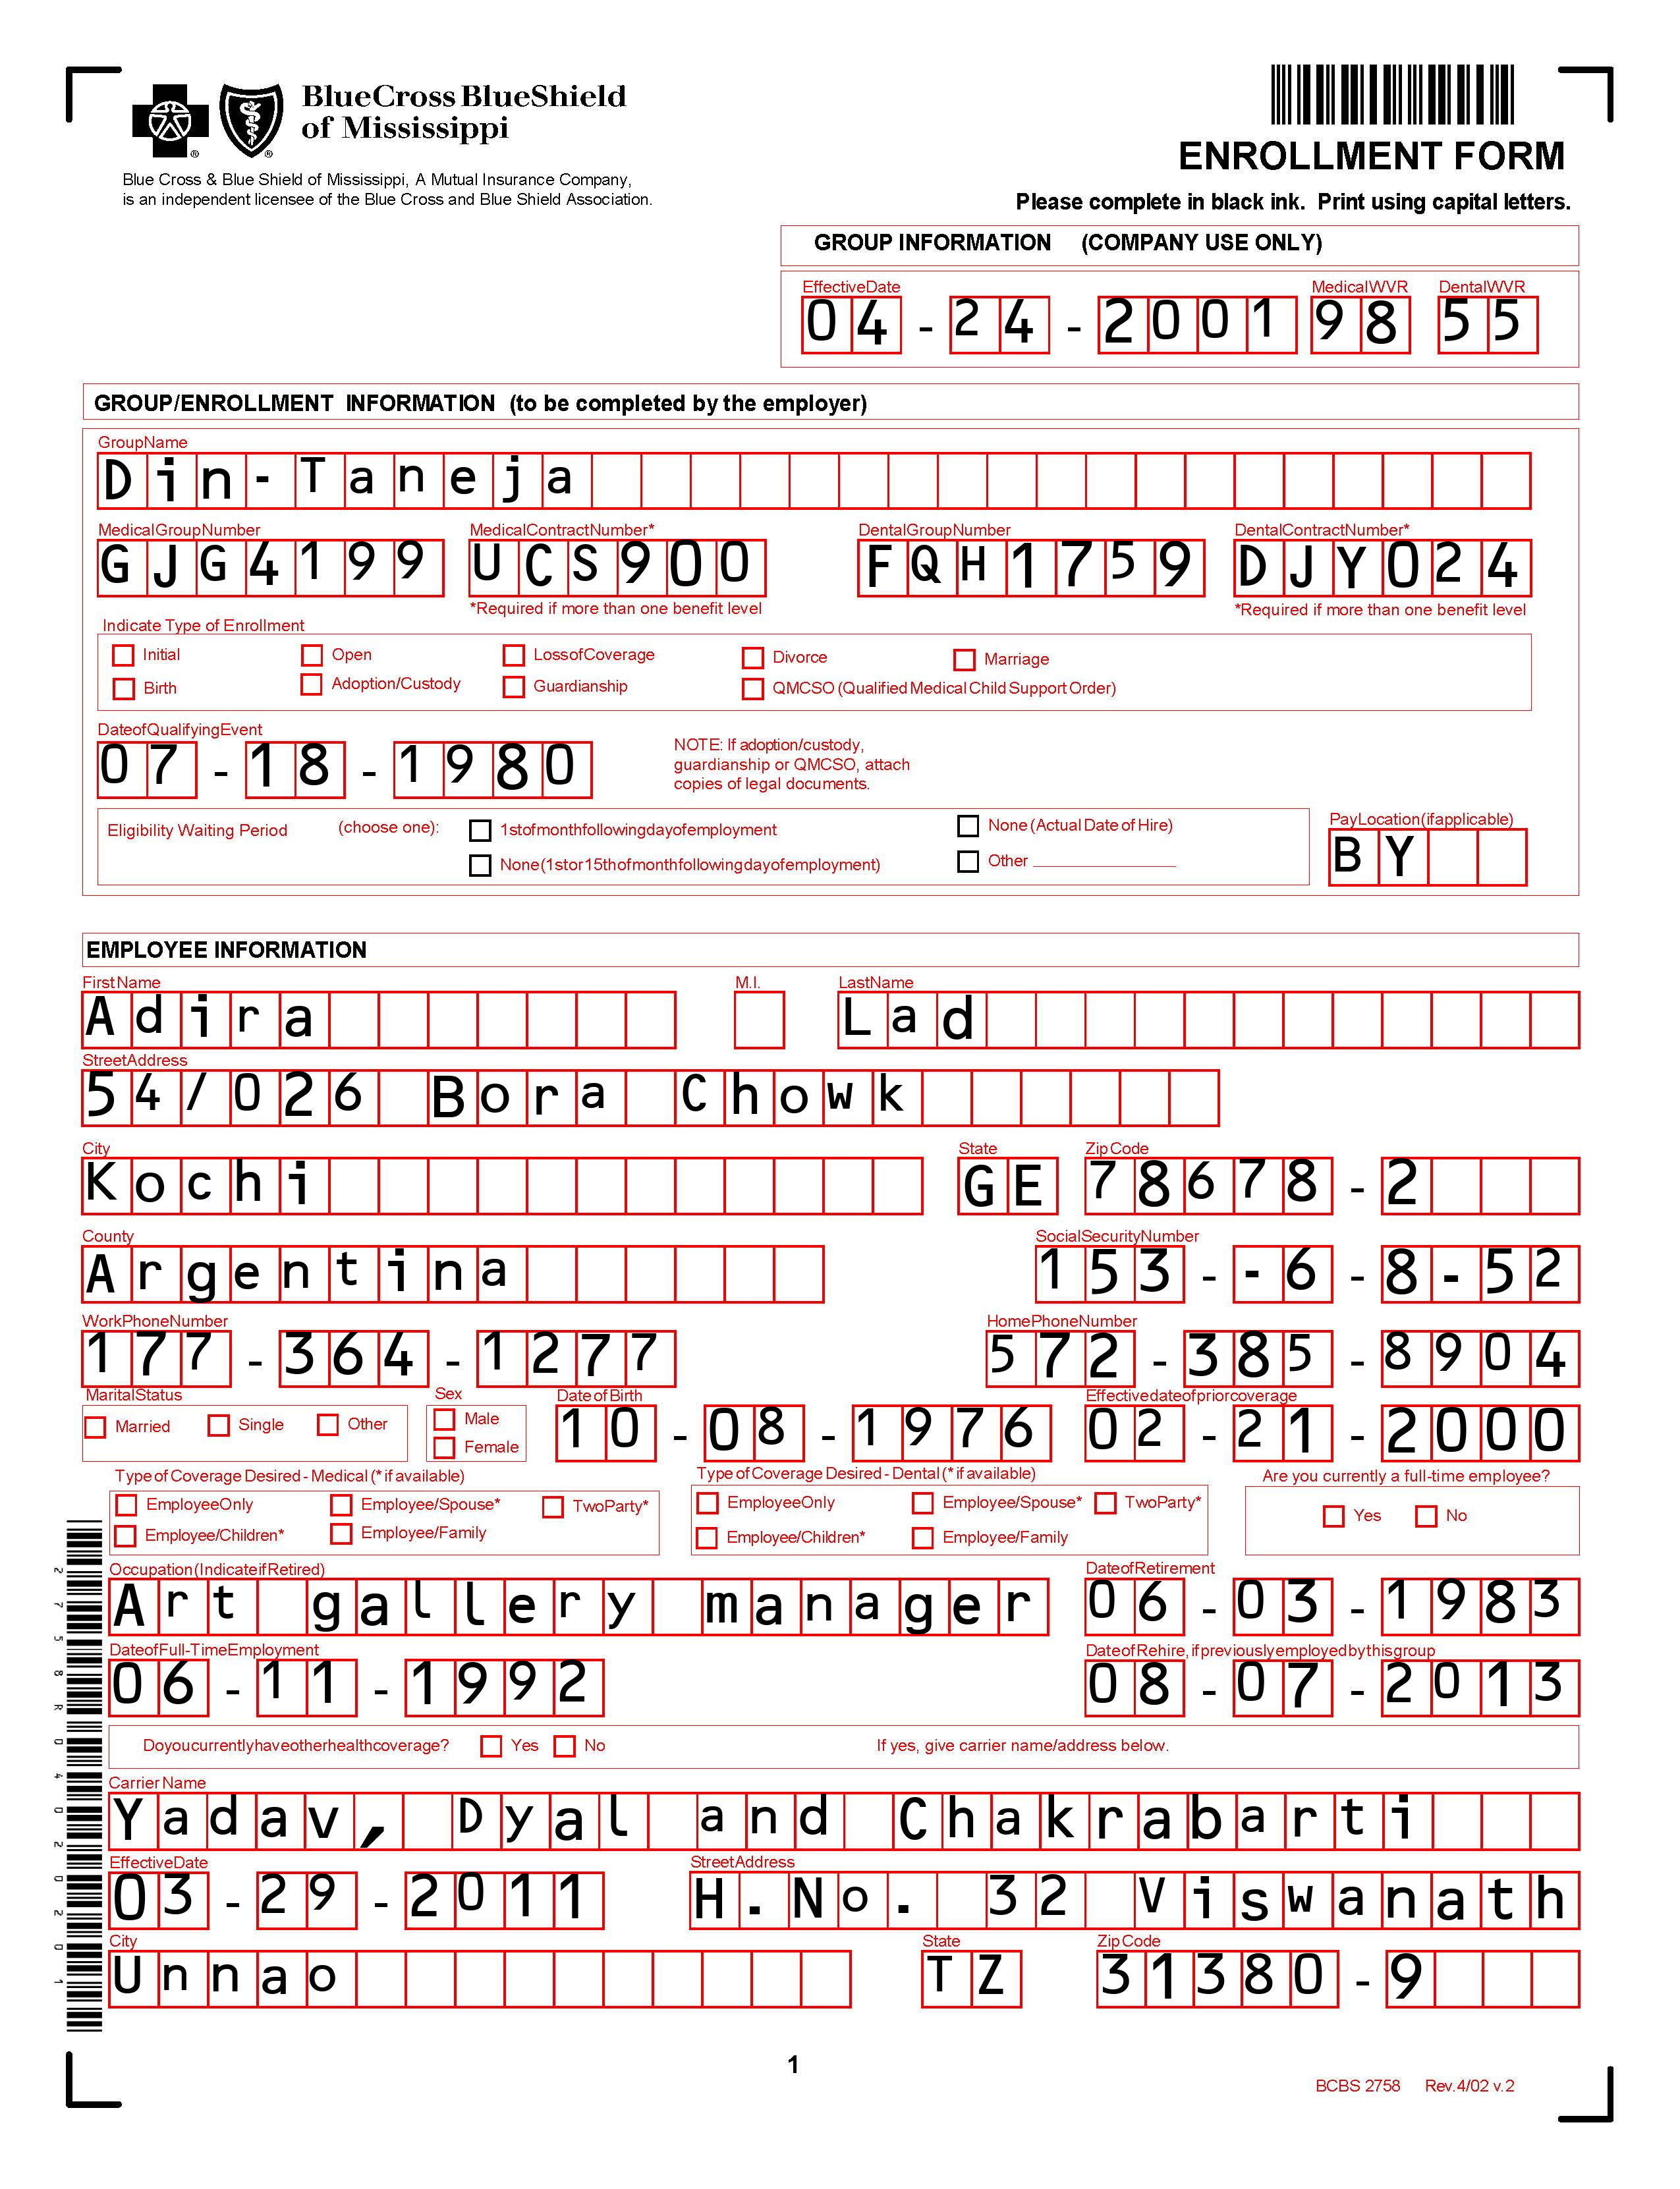 BlueCross BlueShield
of Mississippi
Blue Cross & Blue Shield of Mississippi, A Mutual Insurance Company,
is an independent licensee of the Blue Cross and Blue Shield Association.
ENROLLMENT FORM
Please complete in black ink. Print using capital letters.
GROUP INFORMATION (COMPANY USE ONLY)
EffectiveDate MedicalWVR DentalWVR
04-24-2001 98 55
GROUP/ENROLLMENT INFORMATION (to be completed by the employer)
GroupName
Din-Taneja
MedicalGroupNumber MedicalContractNumber* DentalGroupNumber DentalContractNumber*
GJG4199 UCS900 FQH1759 DJY024
*Required if more than one benefit level *Required if more than one benefit level
Indicate Type of Enrollment
Initial Open LossofCoverage Divorce Marriage
Birth Adoption/Custody Guardianship QMCSO (Qualified Medical Child Support Order)
DateofQualifyingEvent
07-18-1980
NOTE: If adoption/custody,
guardianship or QMCSO, attach
copies of legal documents.
Eligibility Waiting Period (choose one): 1stofmonthfollowingdayofemployment None (Actual Date of Hire) PayLocation(ifapplicable)
None(1stor15thofmonthfollowingdayofemployment) Other BY
EMPLOYEE INFORMATION
First Name M.I. LastName
Adira Lad
StreetAddress
54/026 Bora Chowk
City State Zip Code
Kochi GE 78678-2
County SocialSecurityNumber
Argentina 153--6-8-52
WorkPhoneNumber HomePhoneNumber
177-364-1277 572-385-8904
MaritalStatus Sex Date of Birth Effectivedateofpriorcoverage
Married Single Other Male Female 10-08-1976 02-21-2000
Type of Coverage Desired - Medical (* if available) Type of Coverage Desired - Dental (* if available) Are you currently a full-time employee?
EmployeeOnly Employee/Spouse* TwoParty* EmployeeOnly Employee/Spouse* TwoParty* Yes No
Employee/Children* Employee/Family Employee/Children* Employee/Family
Occupation (IndicateifRetired) DateofRetirement
Art gallery manager 06-03-1983
DateofFull-TimeEmployment DateofRehire, ifpreviouslyemployedbythisgroup
06-11-1992 08-07-2013
Doyoucurrentlyhaveotherhealthcoverage? Yes No If yes, give carrier name/address below.
Carrier Name
Yadav, Dyal and Chakrabarti
EffectiveDate StreetAddress
03-29-2011 H.No. 32 Viswanath
City State Zip Code
Unnao TZ 31380-9
2758R04020201
1
BCBS 2758 Rev.4/02 v.2